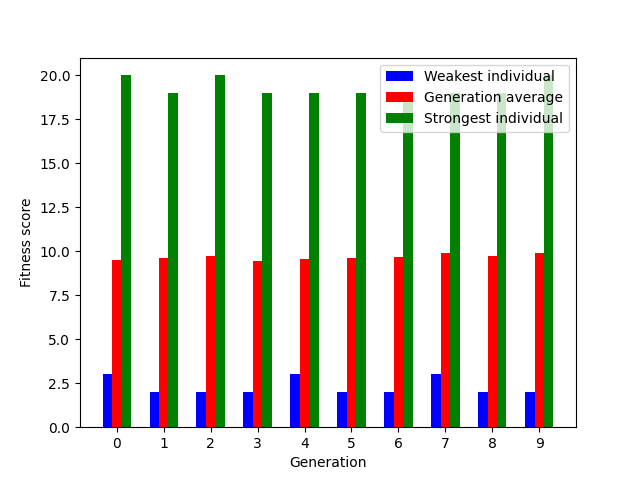 Weakest individual
Generation average
Strongest individual
Fitness score
20.0
17.5
15.0
12.5
10.0
7.5
5.0
2.5
0.0
0 1 2 3 4 5 6 7 8 9
Generation